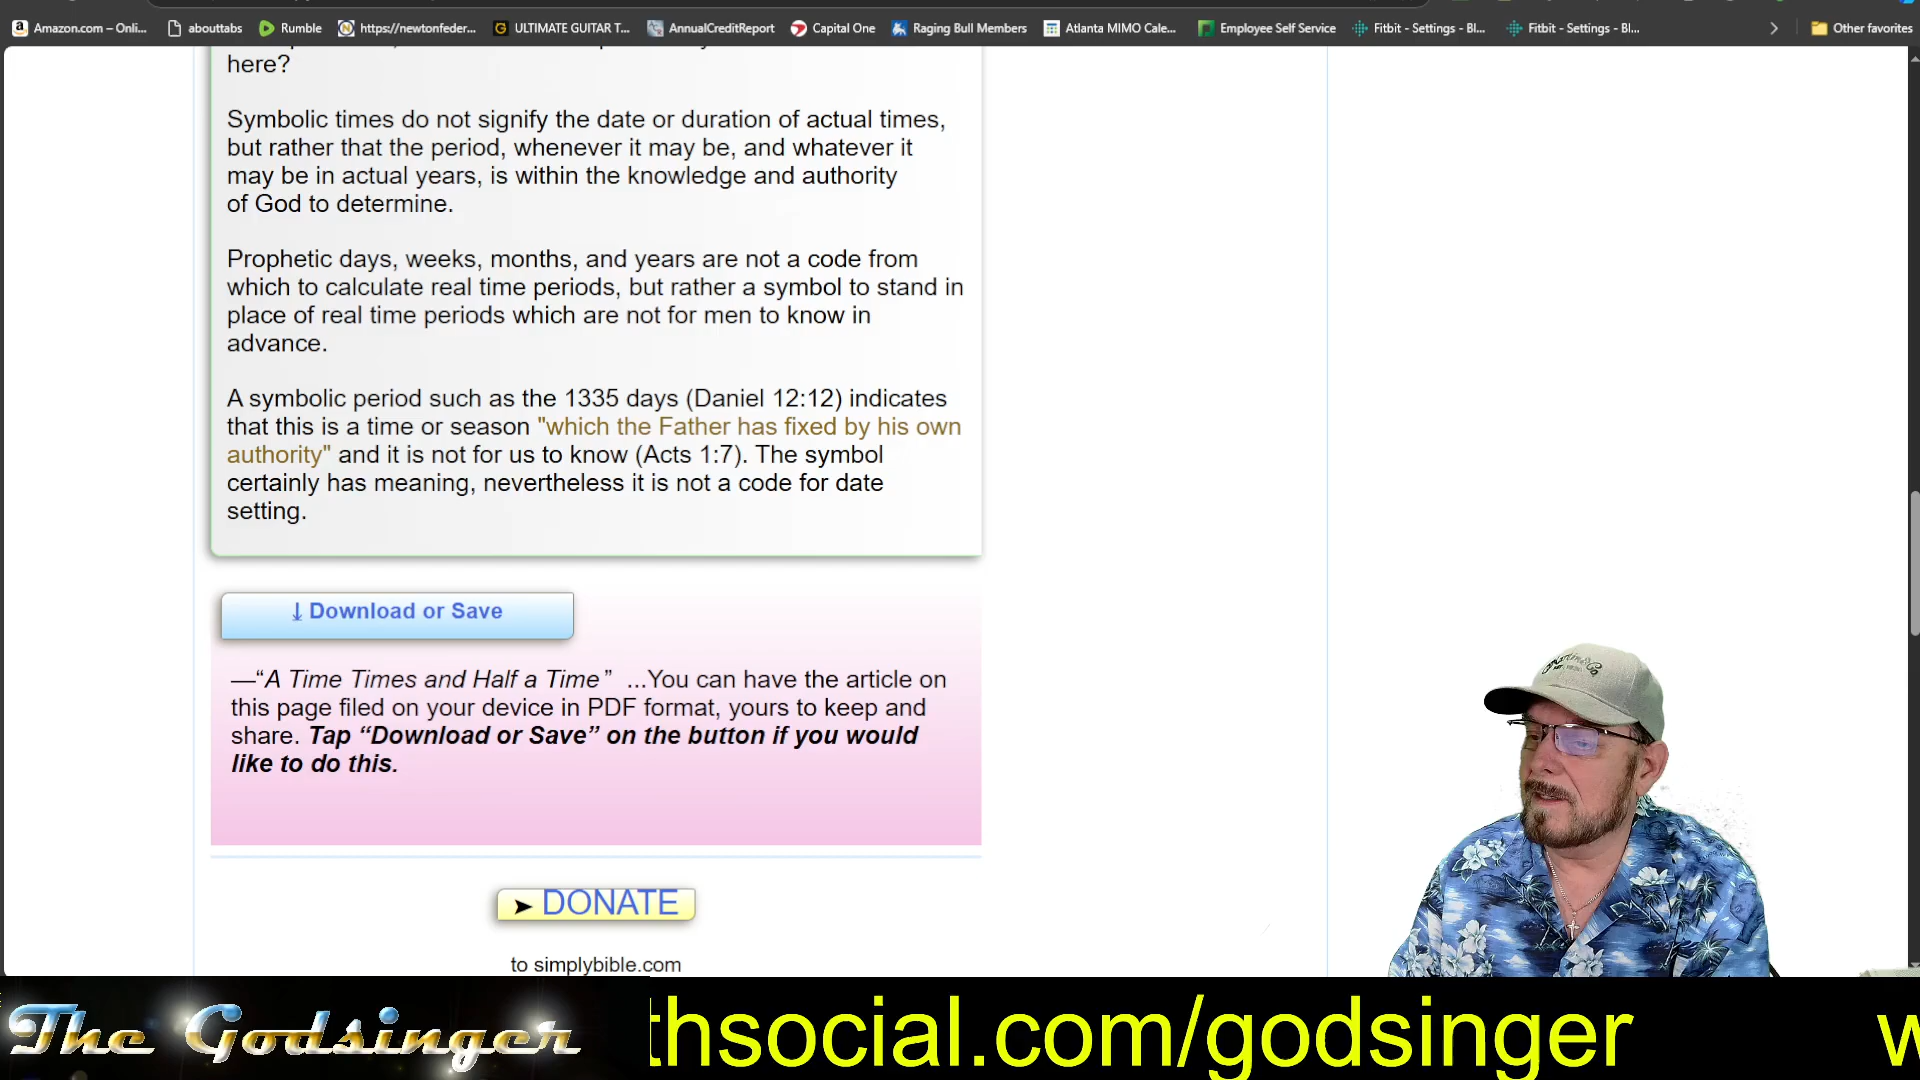 Amazon.com – Onli...
abouttabs
Rumble
https://newtonfeder...
ULTIMATE GUITAR T...
AnnualCreditReport
Capital One
Raging Bull Members
Atlanta MIMO Cale...
Employee Self Service
Fitbit - Settings - Bl...
Fitbit - Settings - Bl...
Other favorites
here?
Symbolic times do not signify the date or duration of actual times,
but rather that the period, whenever it may be, and whatever it
may be in actual years, is within the knowledge and authority
of God to determine.
Prophetic days, weeks, months, and years are not a code from
which to calculate real time periods, but rather a symbol to stand in
place of real time periods which are not for men to know in
advance.
A symbolic period such as the 1335 days (Daniel 12:12) indicates
that this is a time or season "which the Father has fixed by his own
authority" and it is not for us to know (Acts 1:7). The symbol
certainly has meaning, nevertheless it is not a code for date
setting.
⤓ Download or Save
—“A Time Times and Half a Time” ...You can have the article on
this page filed on your device in PDF format, yours to keep and
share. Tap “Download or Save” on the button if you would
like to do this.
➤ DONATE
to simplybible.com
The Godsinger
thsocial.com/godsinger
w